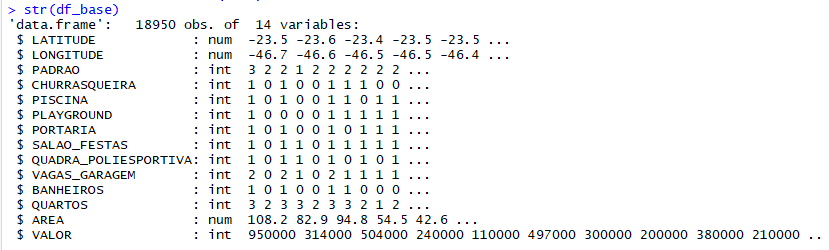 > str(df_base)
'data.frame':   18950 obs. of  14 variables:
 $ LATITUDE            : num  -23.5 -23.6 -23.4 -23.5 -23.5 ...
 $ LONGITUDE           : num  -46.7 -46.6 -46.5 -46.5 -46.4 ...
 $ PADRAO              : int  3 2 2 1 2 2 2 2 2 2 ...
 $ CHURRASQUEIRA       : int  1 0 1 0 0 1 1 1 0 0 ...
 $ PISCINA             : int  1 0 1 0 0 1 1 0 1 1 ...
 $ PLAYGROUND          : int  1 0 0 0 0 1 1 1 1 1 ...
 $ PORTARIA            : int  1 0 1 0 0 1 0 1 1 1 ...
 $ SALAO_FESTAS        : int  1 0 1 1 0 1 1 1 1 1 ...
 $ QUADRA_POLIESPORTIVA: int  1 0 1 1 0 1 0 1 0 1 ...
 $ VAGAS_GARAGEM       : int  2 0 2 1 0 2 1 1 1 1 ...
 $ BANHEIROS           : int  1 0 1 0 0 1 1 0 0 0 ...
 $ QUARTOS             : int  3 2 3 3 2 3 3 2 1 2 ...
 $ AREA                : num  108.2 82.9 94.8 54.5 42.6 ...
 $ VALOR               : int  950000 314000 504000 240000 110000 497000 300000 200000 380000 210000 ..